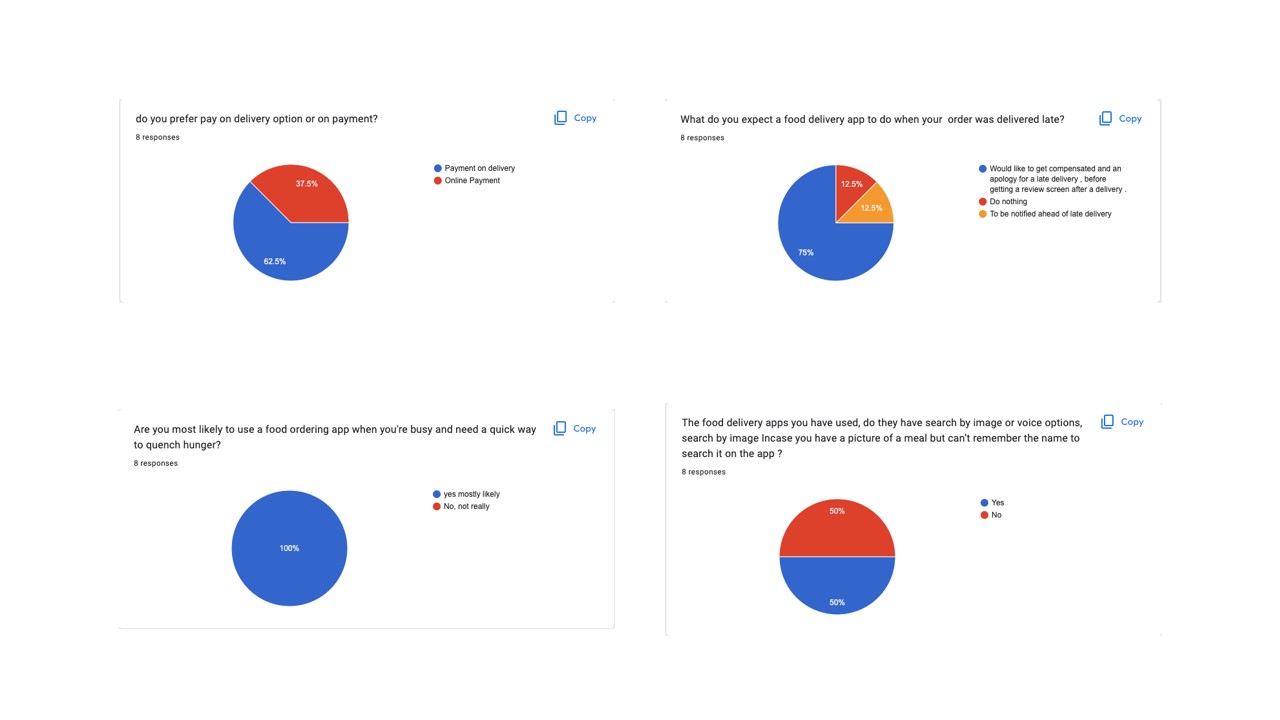 do you prefer pay on delivery option or on payment?
Copy
8 responses
37.5%
62.5%
Payment on delivery
Online Payment
What do you expect a food delivery app to do when your  order was delivered late?
Copy
8 responses
12.5%
12.5%
75%
Would like to get compensated and an
apology for a late delivery , before
getting a review screen after a delivery .
Do nothing
To be notified ahead of late delivery
Are you most likely to use a food ordering app when you're busy and need a quick way
to quench hunger?
Copy
8 responses
100%
yes mostly likely
No, not really
The food delivery apps you have used, do they have search by image or voice options,
search by image Incase you have a picture of a meal but can't remember the name to
search it on the app ?
Copy
8 responses
50%
50%
Yes
No